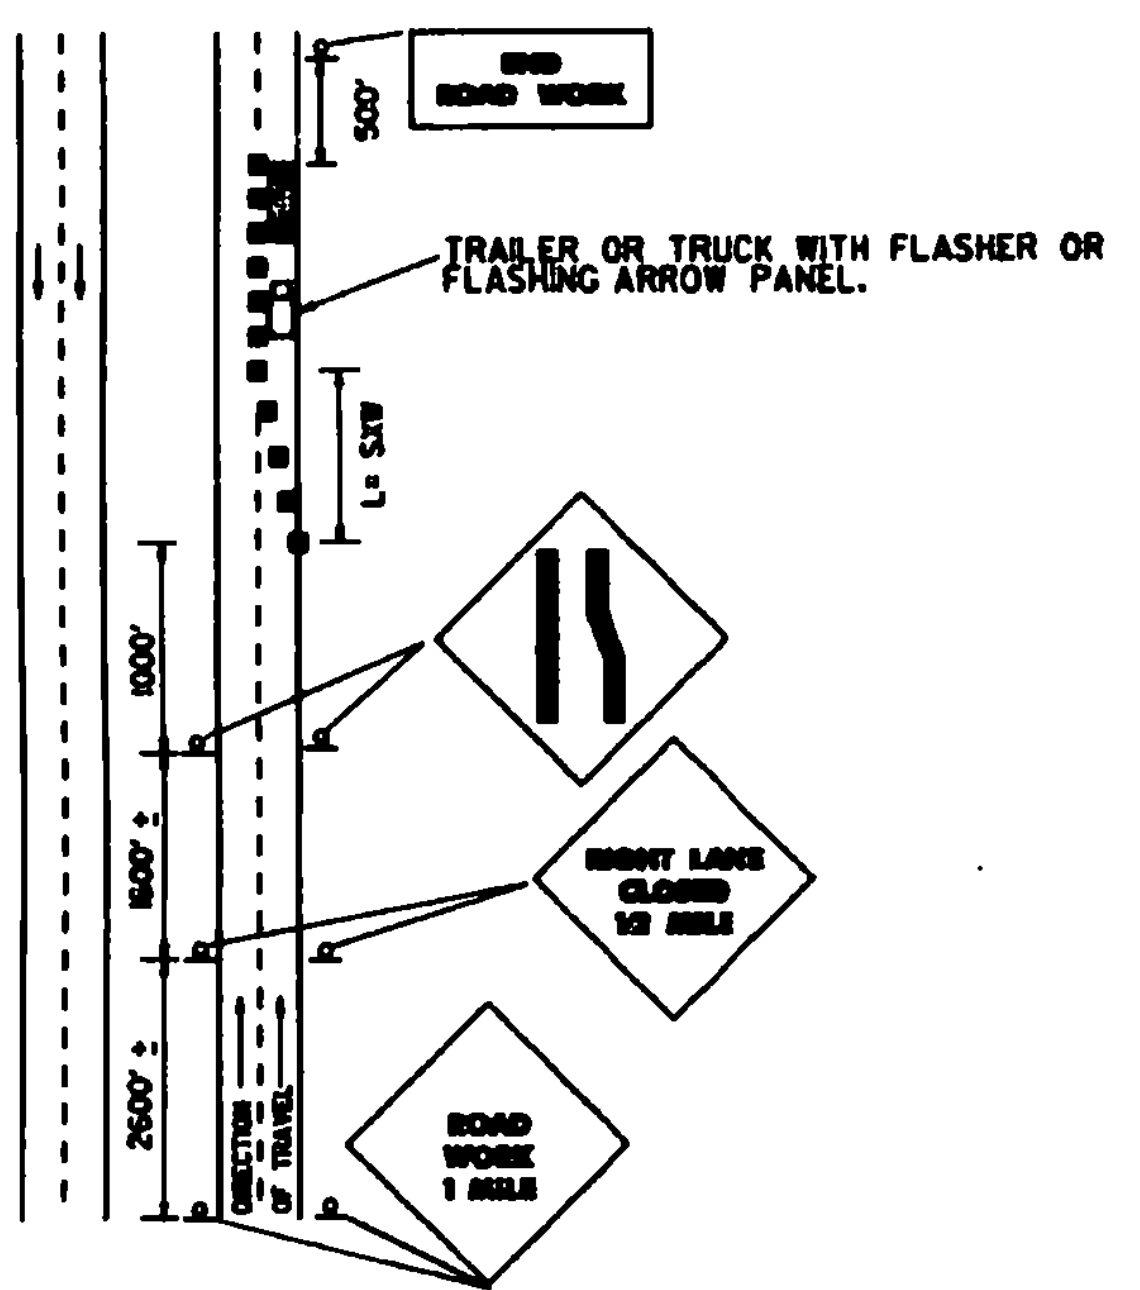 END
ROAD WORK
500'
TRAILER OR TRUCK WITH FLASHER OR
FLASHING ARROW PANEL.
L= SXW
1000'
RIGHT LANE
CLOSED
1/2 MILE
1600' ±
2600' ±
DIRECTION
OF TRAVEL
ROAD
WORK
1 MILE